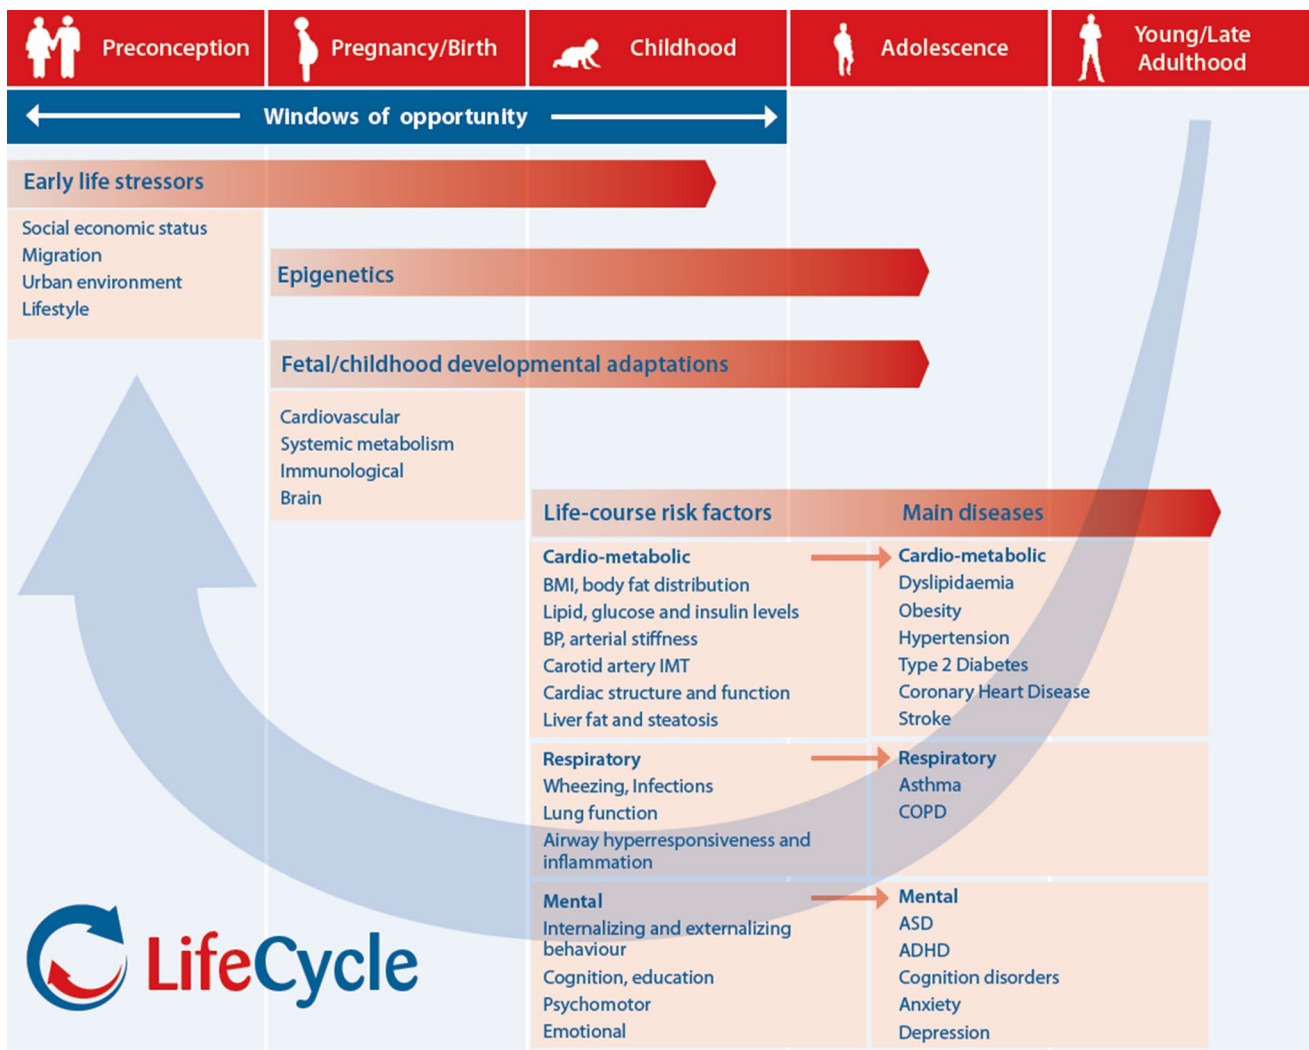 Preconception
Pregnancy/Birth
Childhood
Adolescence
Young/Late
Adulthood
Windows of opportunity
Early life stressors
Social economic status
Migration
Urban environment
Lifestyle
Epigenetics
Fetal/childhood developmental adaptations
Cardiovascular
Systemic metabolism
Immunological
Brain
Life-course risk factors
Main diseases
Cardio-metabolic
BMI, body fat distribution
Lipid, glucose and insulin levels
BP, arterial stiffness
Carotid artery IMT
Cardiac structure and function
Liver fat and steatosis
Cardio-metabolic
Dyslipidaemia
Obesity
Hypertension
Type 2 Diabetes
Coronary Heart Disease
Stroke
Respiratory
Wheezing, Infections
Lung function
Airway hyperresponsiveness and
inflammation
Respiratory
Asthma
COPD
Mental
Internalizing and externalizing
behaviour
Cognition, education
Psychomotor
Emotional
Mental
ASD
ADHD
Cognition disorders
Anxiety
Depression
LifeCycle